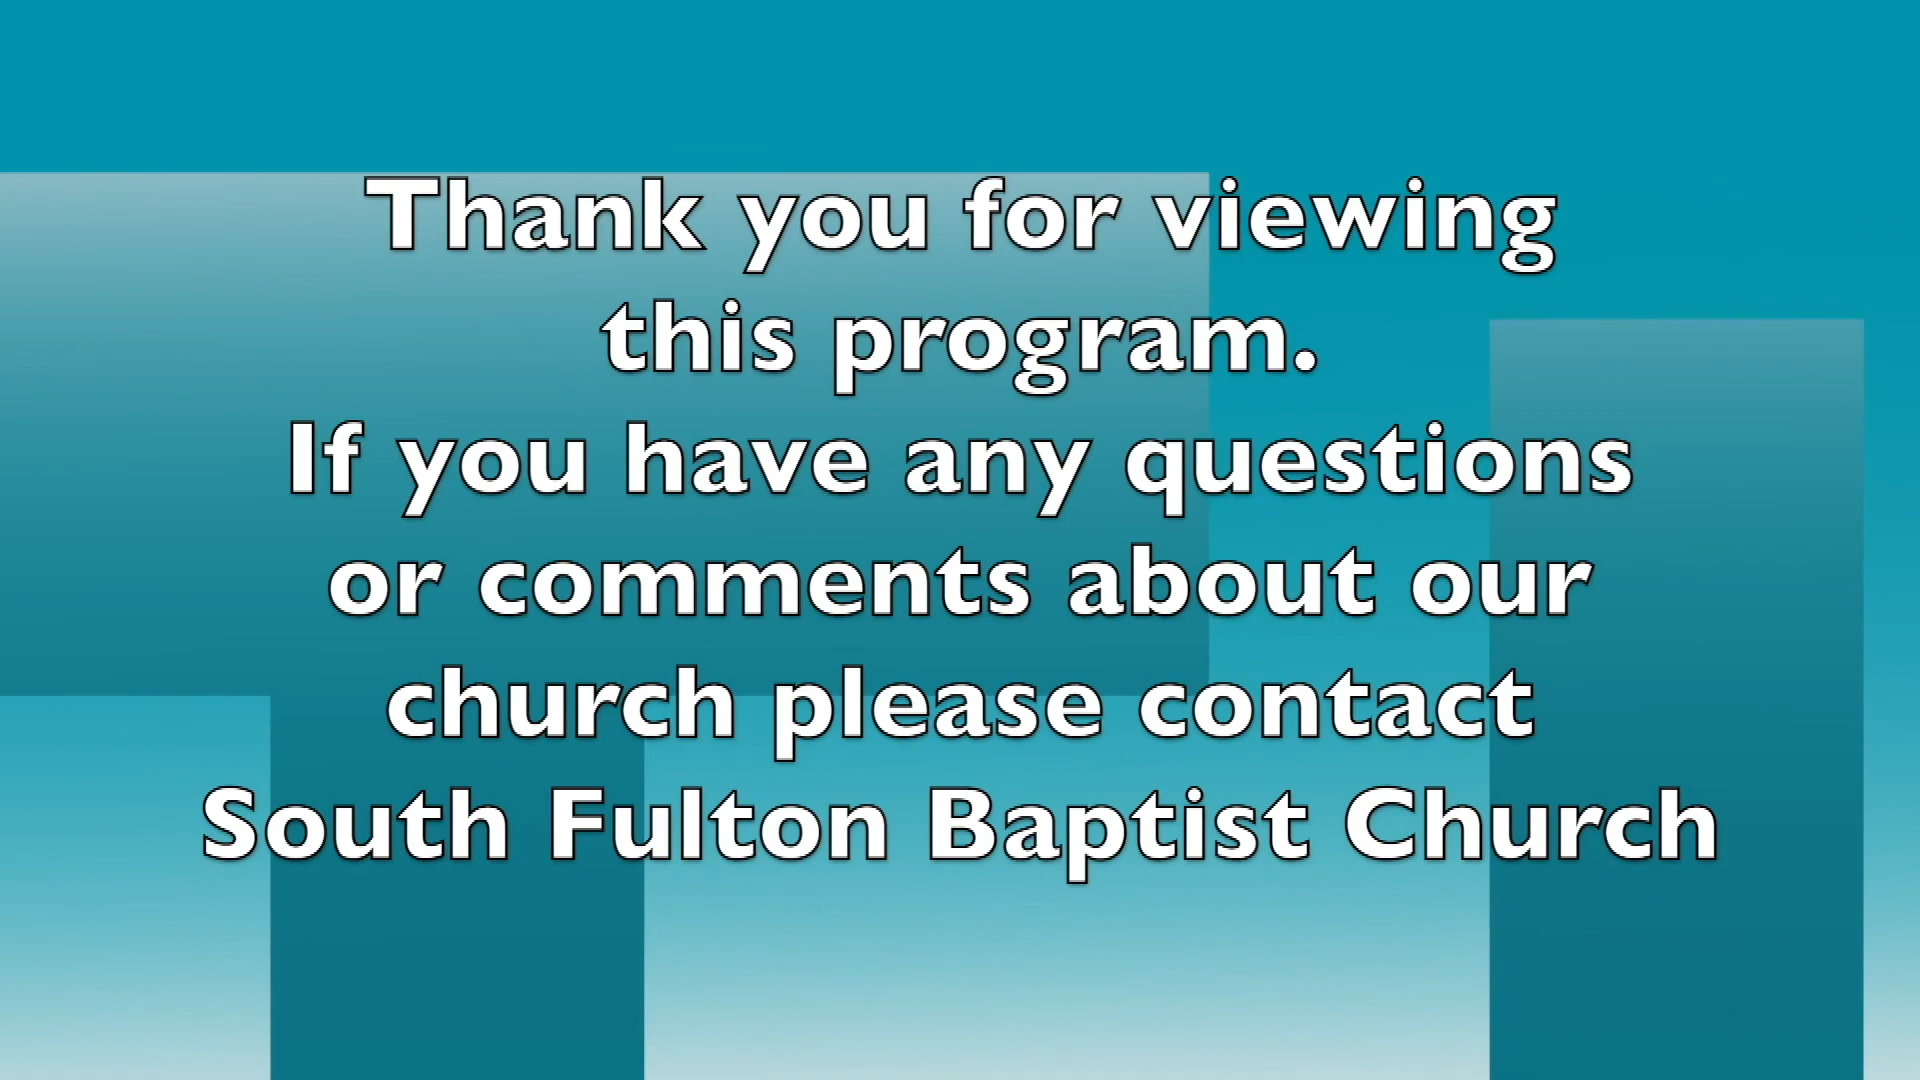 Thank you for viewing
this program.
If you have any questions
or comments about our
church please contact
South Fulton Baptist Church